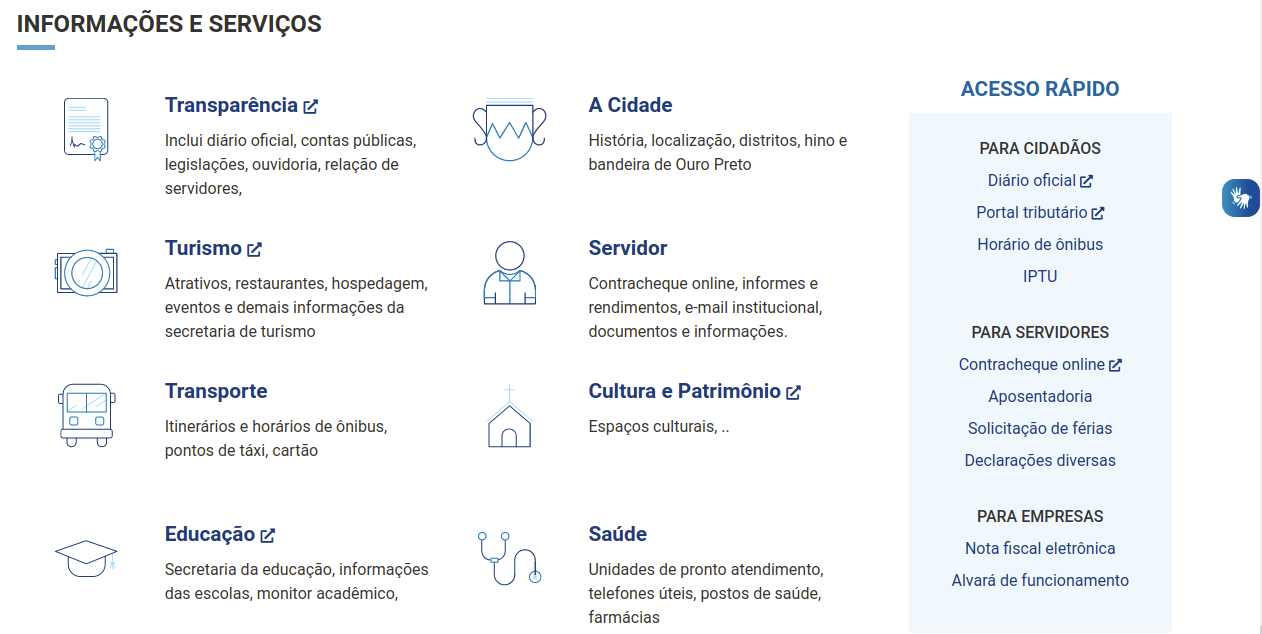 INFORMAÇÕES E SERVIÇOS
Transparência
Inclui diário oficial, contas públicas,
legislações, ouvidoria, relação de
servidores,
A Cidade
História, localização, distritos, hino e
bandeira de Ouro Preto
Turismo
Atrativos, restaurantes, hospedagem,
eventos e demais informações da
secretaria de turismo
Servidor
Contracheque online, informes e
rendimentos, e-mail institucional,
documentos e informações.
Transporte
Itinerários e horários de ônibus,
pontos de táxi, cartão
Cultura e Patrimônio
Espaços culturais, ..
Educação
Secretaria da educação, informações
das escolas, monitor acadêmico,
Saúde
Unidades de pronto atendimento,
telefones úteis, postos de saúde,
farmácias
ACESSO RÁPIDO
PARA CIDADÃOS
Diário oficial
Portal tributário
Horário de ônibus
IPTU
PARA SERVIDORES
Contracheque online
Aposentadoria
Solicitação de férias
Declarações diversas
PARA EMPRESAS
Nota fiscal eletrônica
Alvará de funcionamento